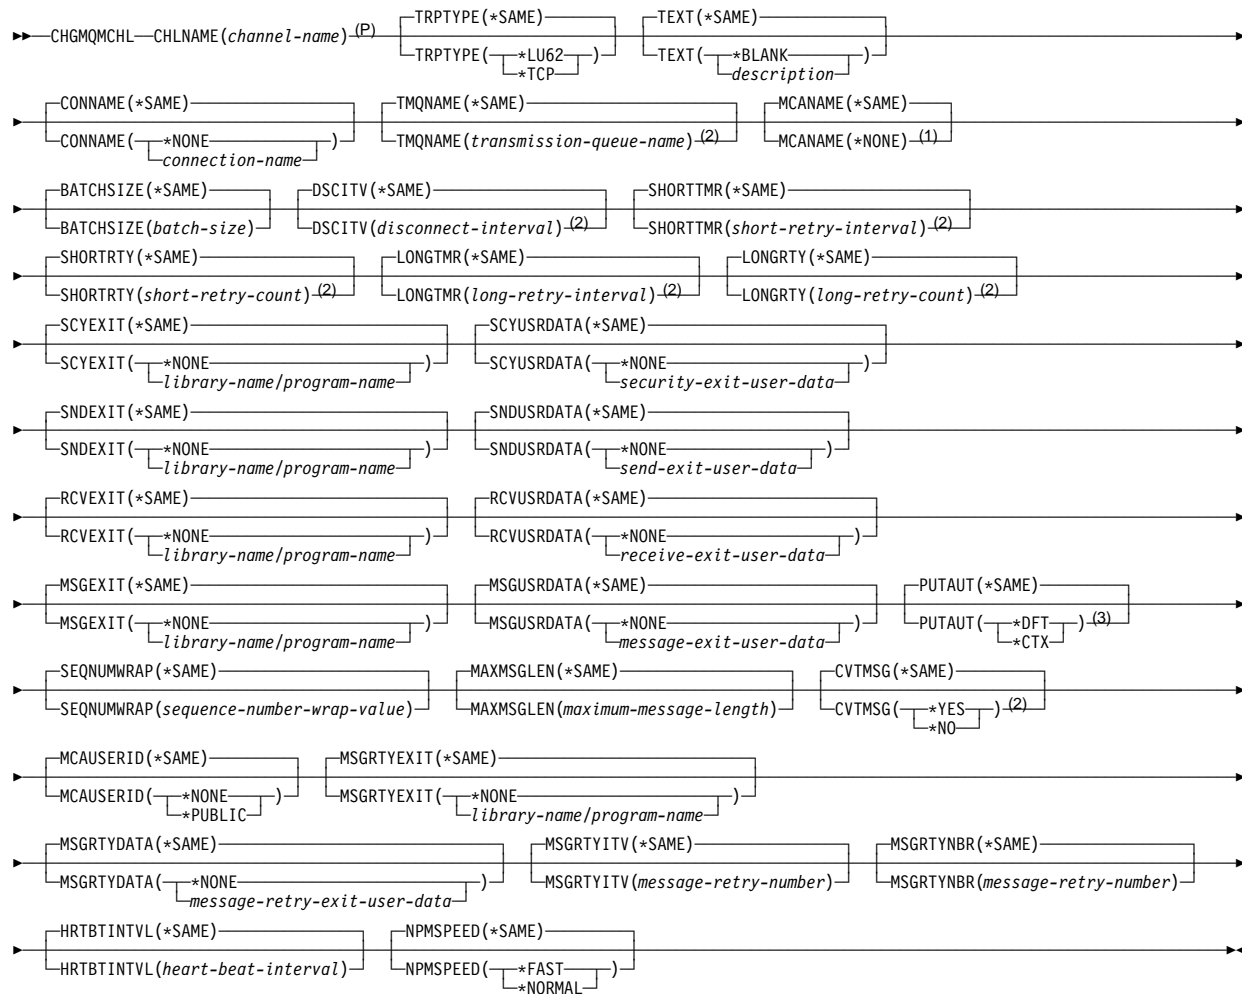 TRPTYPE(*SAME) TEXT(*SAME)
CHGMQMCHL CHLNAME(channel-name) (P)
TRPTYPE( *LU62 ) TEXT( *BLANK )
*TCP description
CONNAME(*SAME) TMQNAME(*SAME) MCANAME(*SAME)
CONNAME( *NONE ) TMQNAME(transmission-queue-name) (2) MCANAME(*NONE) (1)
connection-name
BATCHSIZE(*SAME) DSCITV(*SAME) SHORTTMR(*SAME)
BATCHSIZE(batch-size) DSCITV(disconnect-interval) (2) SHORTTMR(short-retry-interval) (2)
SHORTRTY(*SAME) LONGTMR(*SAME) LONGRTY(*SAME)
SHORTRTY(short-retry-count) (2) LONGTMR(long-retry-interval) (2) LONGRTY(long-retry-count) (2)
SCYEXIT(*SAME) SCYUSRDATA(*SAME)
SCYEXIT( *NONE ) SCYUSRDATA( *NONE )
library-name/program-name security-exit-user-data
SNDEXIT(*SAME) SNDUSRDATA(*SAME)
SNDEXIT( *NONE ) SNDUSRDATA( *NONE )
library-name/program-name send-exit-user-data
RCVEXIT(*SAME) RCVUSRDATA(*SAME)
RCVEXIT( *NONE ) RCVUSRDATA( *NONE )
library-name/program-name receive-exit-user-data
MSGEXIT(*SAME) MSGUSRDATA(*SAME) PUTAUT(*SAME)
MSGEXIT( *NONE ) MSGUSRDATA( *NONE ) PUTAUT( *DFT ) (3)
library-name/program-name message-exit-user-data *CTX
SEQNUMWRAP(*SAME) MAXMSGLEN(*SAME) CVTMSG(*SAME)
SEQNUMWRAP(sequence-number-wrap-value) MAXMSGLEN(maximum-message-length) CVTMSG( *YES ) (2)
*NO
MCAUSERID(*SAME) MSGRTYEXIT(*SAME)
MCAUSERID( *NONE ) MSGRTYEXIT( *NONE )
*PUBLIC library-name/program-name
MSGRTYDATA(*SAME) MSGRTYITV(*SAME) MSGRTYNBR(*SAME)
MSGRTYDATA( *NONE ) MSGRTYITV(message-retry-number) MSGRTYNBR(message-retry-number)
message-retry-exit-user-data
HRTBTINTVL(*SAME) NPMSPEED(*SAME)
HRTBTINTVL(heart-beat-interval) NPMSPEED( *FAST )
*NORMAL